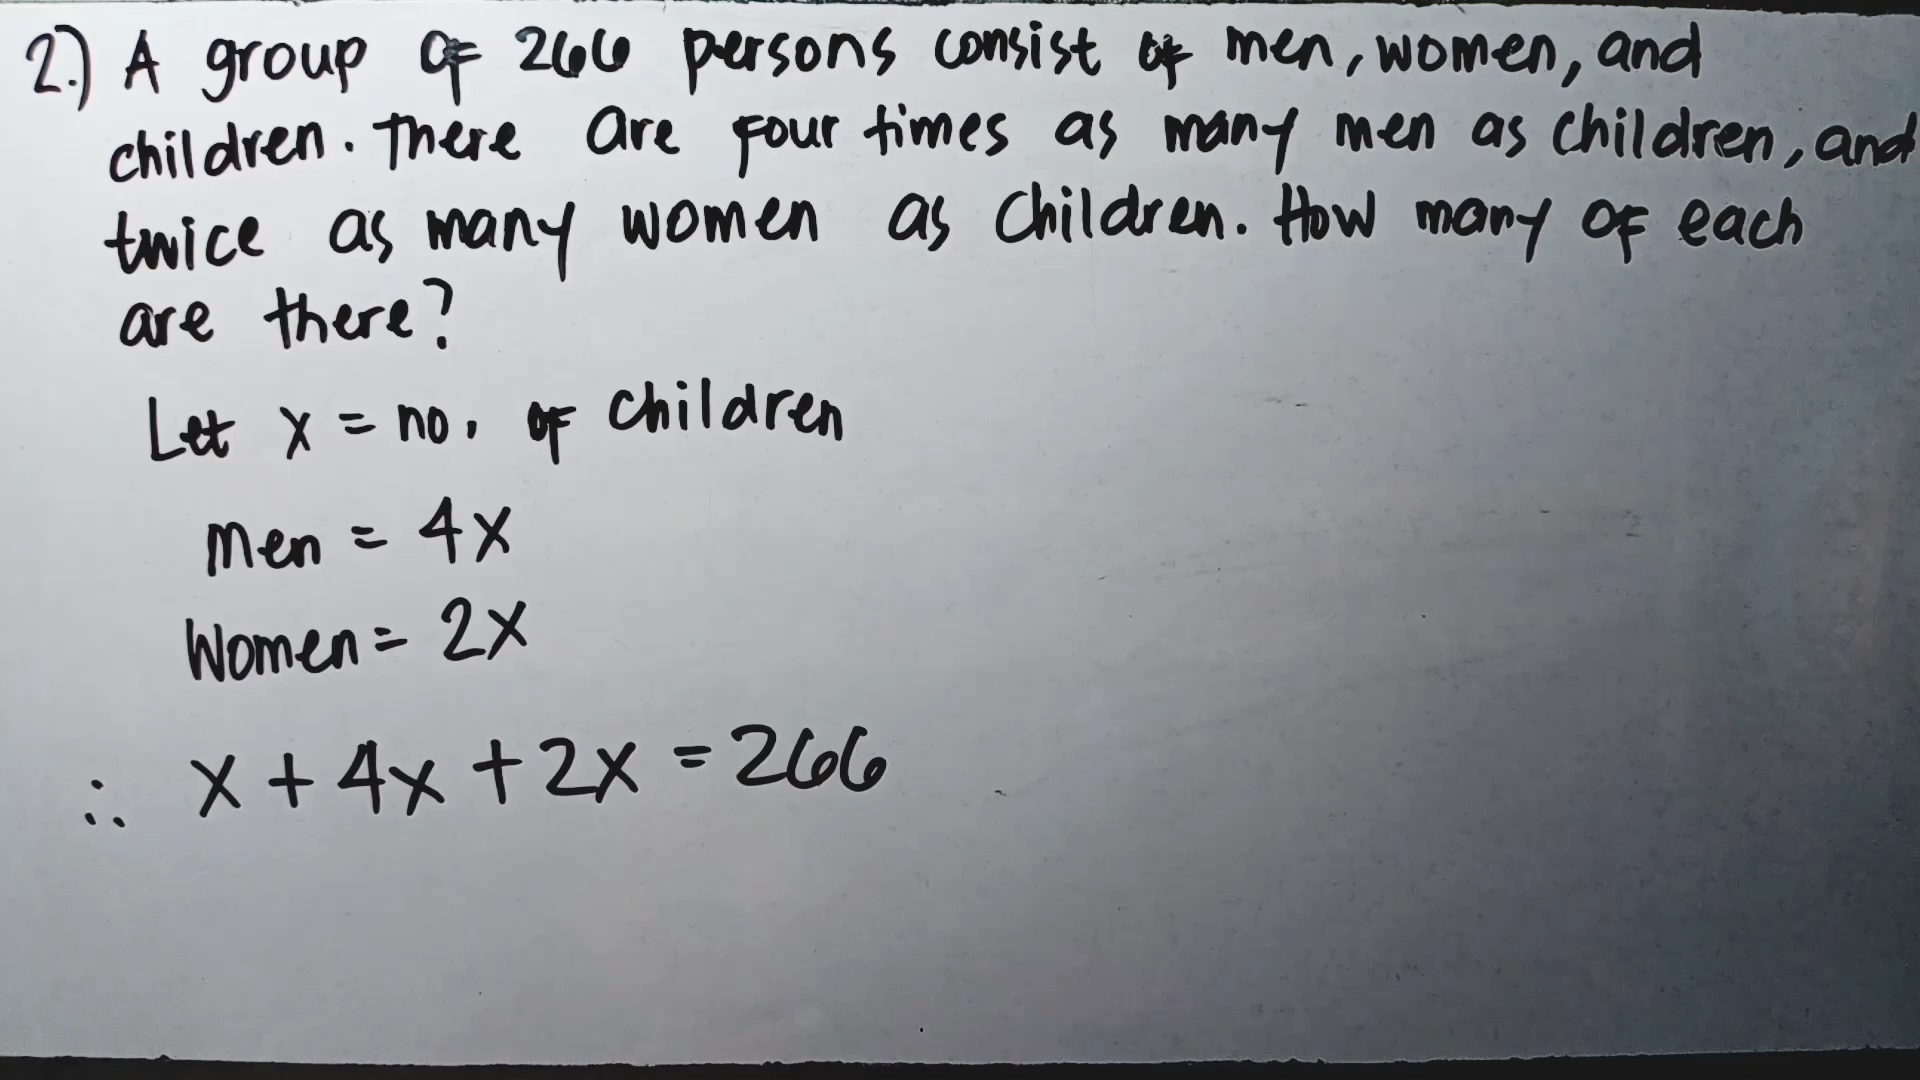 2.) A group of 266 persons consist of men, women, and
children. There are four times as many men as children, and
twice as many women as children. How many of each
are there?
Let x = no. of children
men = 4x
Women = 2x
∴ x + 4x + 2x = 266